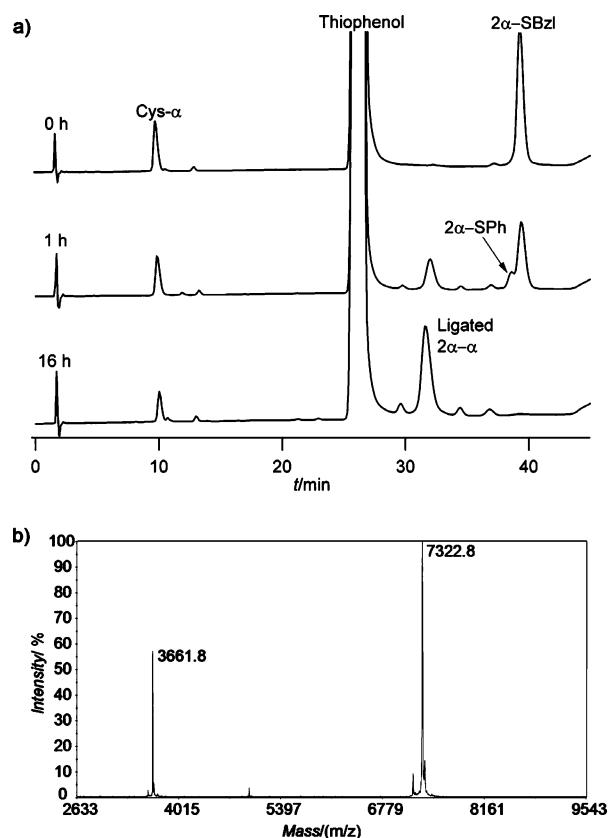 a)
Thiophenol
2α–SBzl
Cys-α
0 h
1 h
2α–SPh
Ligated
2α-α
16 h
0 10 20 30 40
t/min
b)
100
90
80
70
60
50
40
30
20
10
0
Intensity/ %
7322.8
3661.8
2633 4015 5397 6779 8161 9543
Mass/(m/z)